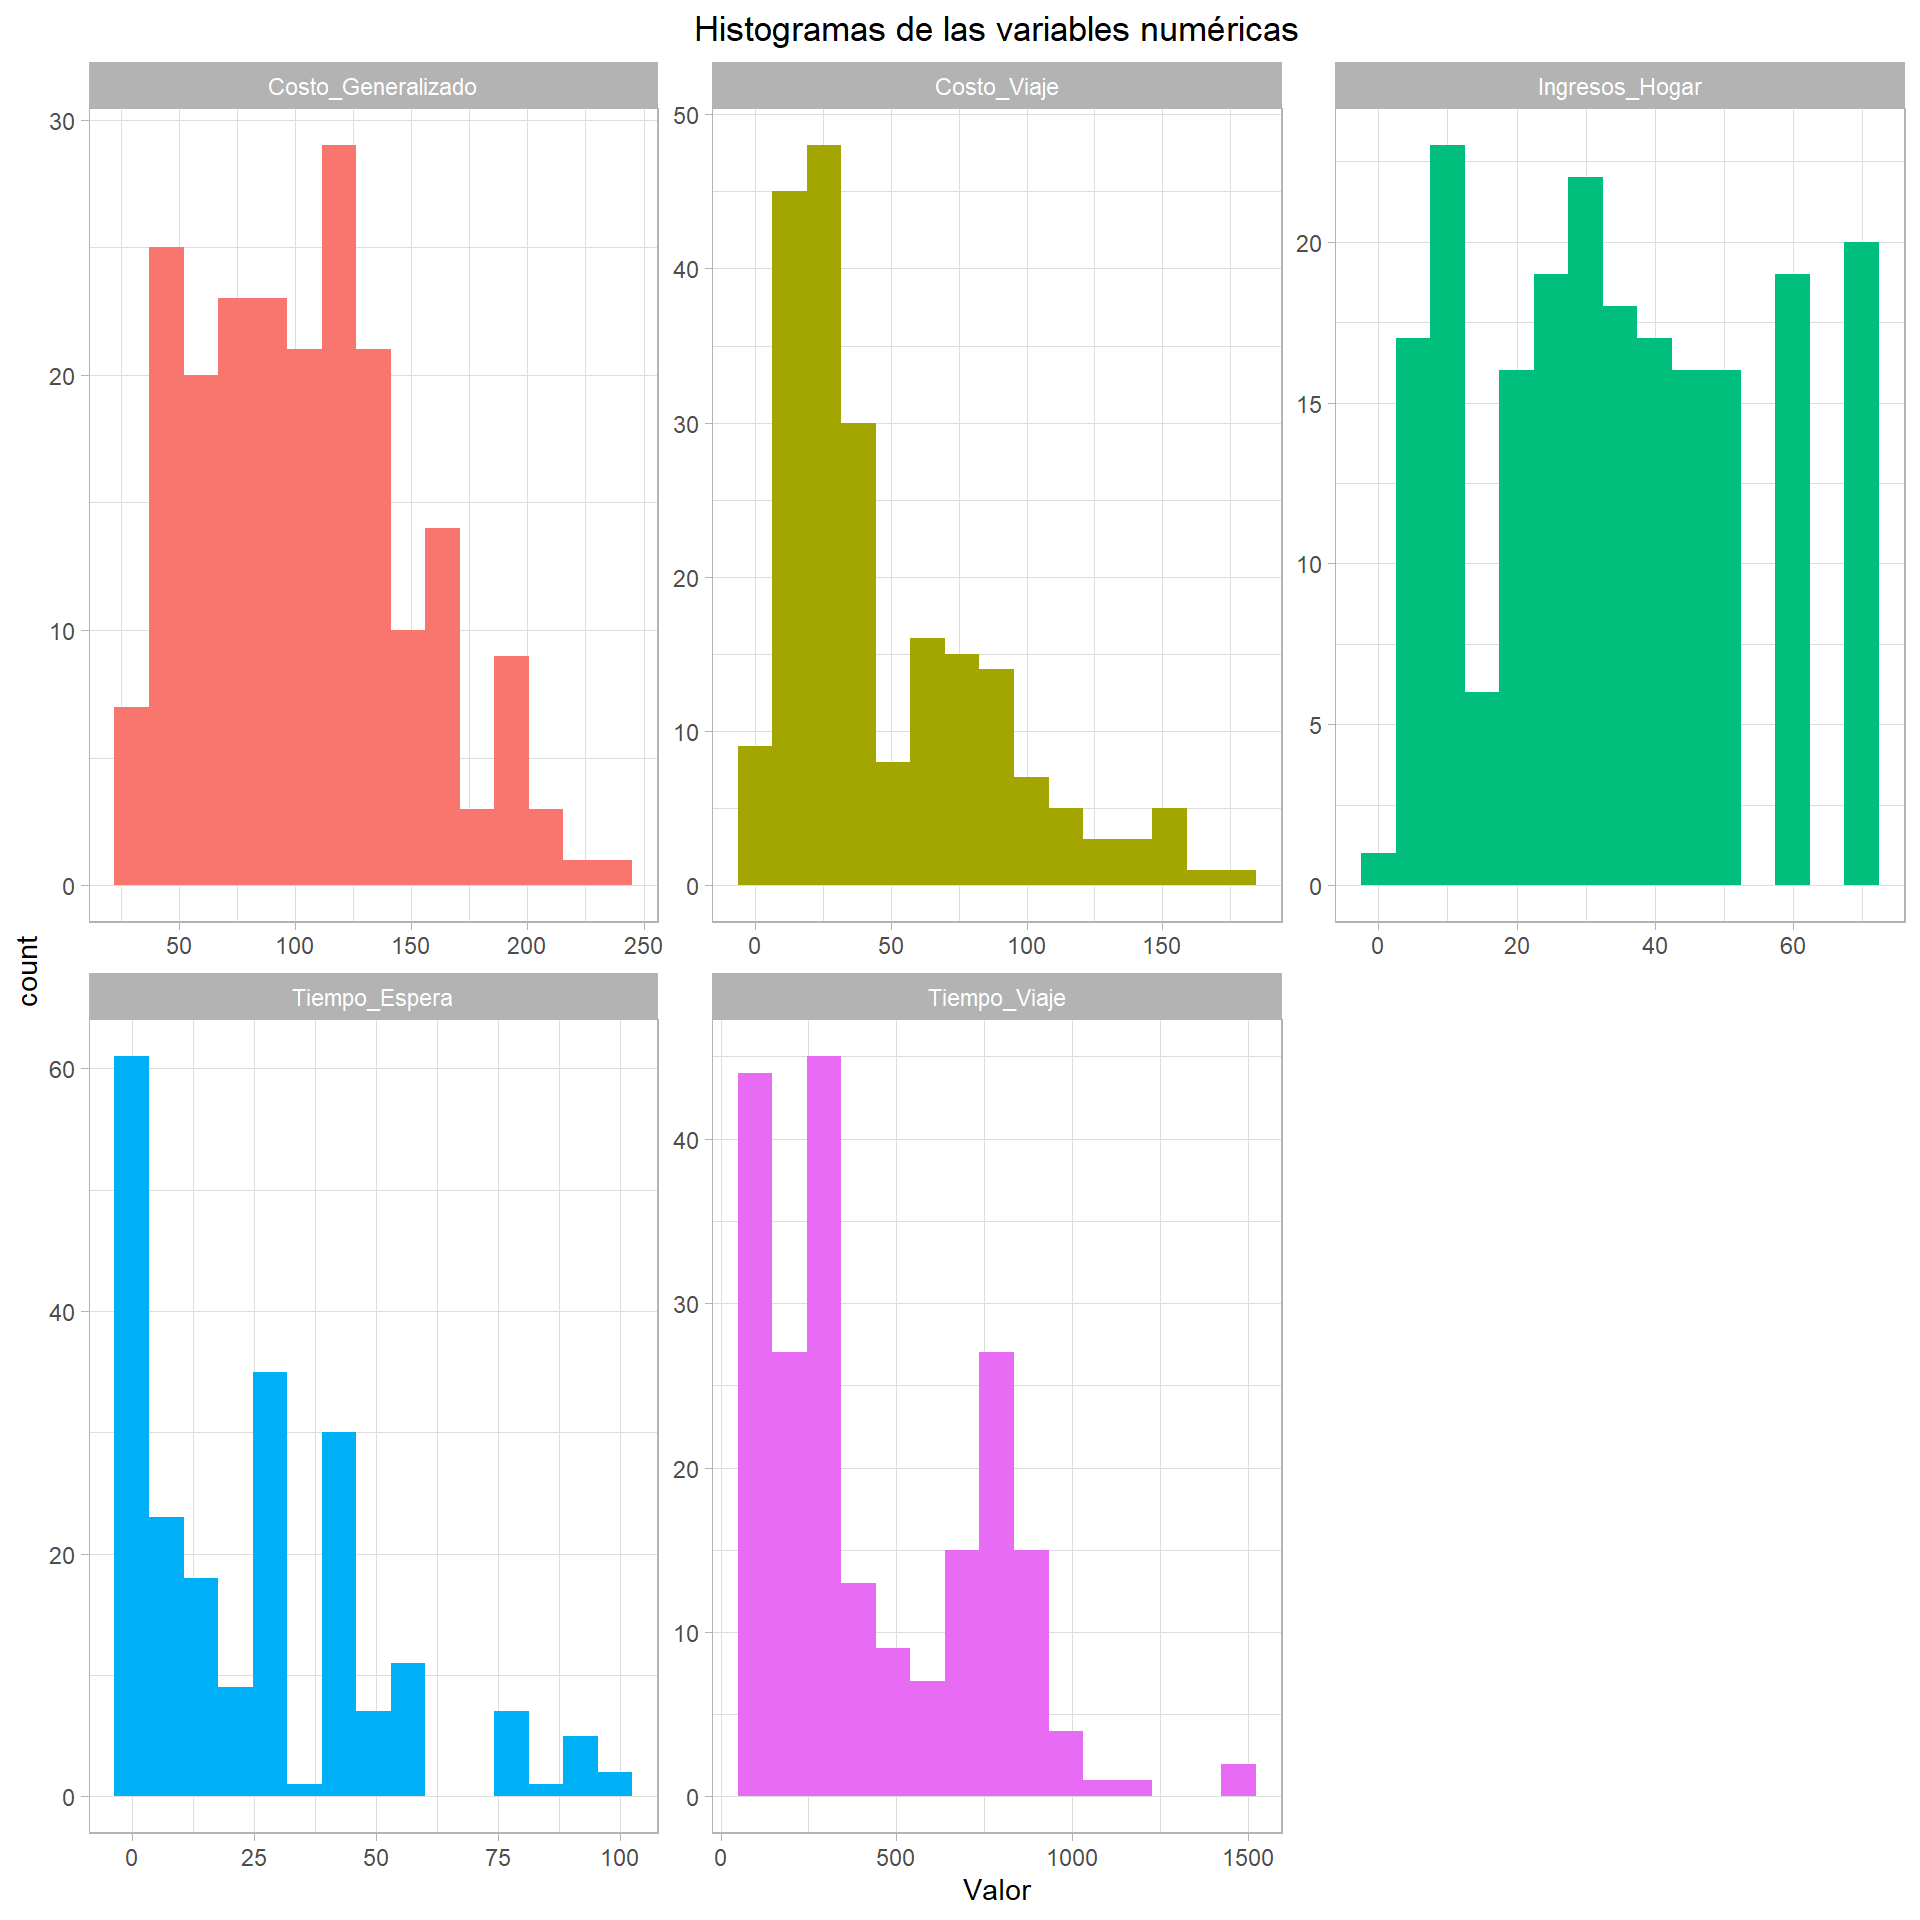 Histogramas de las variables numéricas
Costo_Generalizado
Costo_Viaje
Ingresos_Hogar
30
20
10
0
50
40
30
20
10
0
20
15
10
5
0
50 100 150 200 250
0 50 100 150
0 20 40 60
count
Tiempo_Espera
Tiempo_Viaje
60
40
20
0
40
30
20
10
0
0 25 50 75 100
0 500 1000 1500
Valor